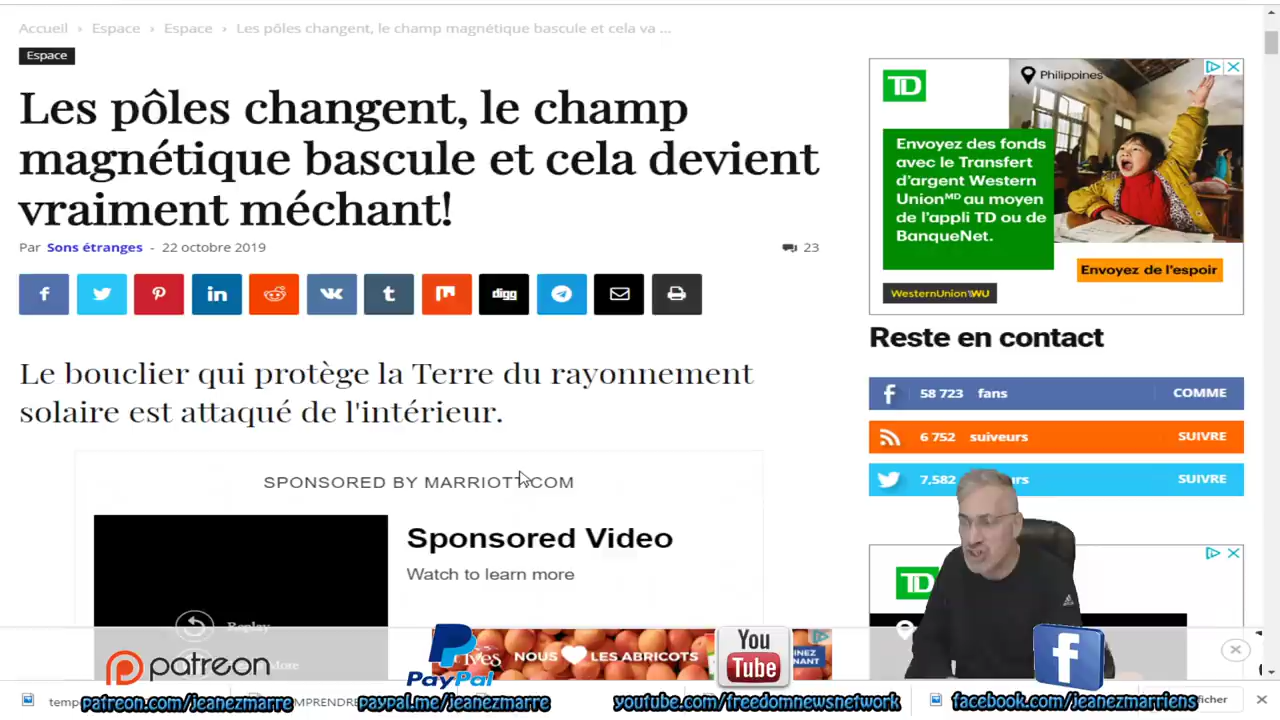 Accueil › Espace › Espace › Les pôles changent, le champ magnétique bascule et cela va ...
Espace
Les pôles changent, le champ
magnétique bascule et cela devient
vraiment méchant!
Par Sons étranges - 22 octobre 2019
23
digg
Le bouclier qui protège la Terre du rayonnement
solaire est attaqué de l'intérieur.
SPONSORED BY MARRIOTT.COM
Sponsored Video
Watch to learn more
Replay
More
TD
Philippines
Envoyez des fonds
avec le Transfert
d'argent Western
Union MD au moyen
de l'appli TD ou de
BanqueNet.
Envoyez de l'espoir
WesternUnion WU
Reste en contact
58 723 fans COMME
6 752 suiveurs SUIVRE
7,582 SUIVRE
TD
patreon
PayPal
NOUS LES ABRICOTS
You
Tube
patreon.com/jeanezmarre
paypal.me/jeanezmarre
youtube.com/freedomnewsnetwork
facebook.com/jeanezmarriens